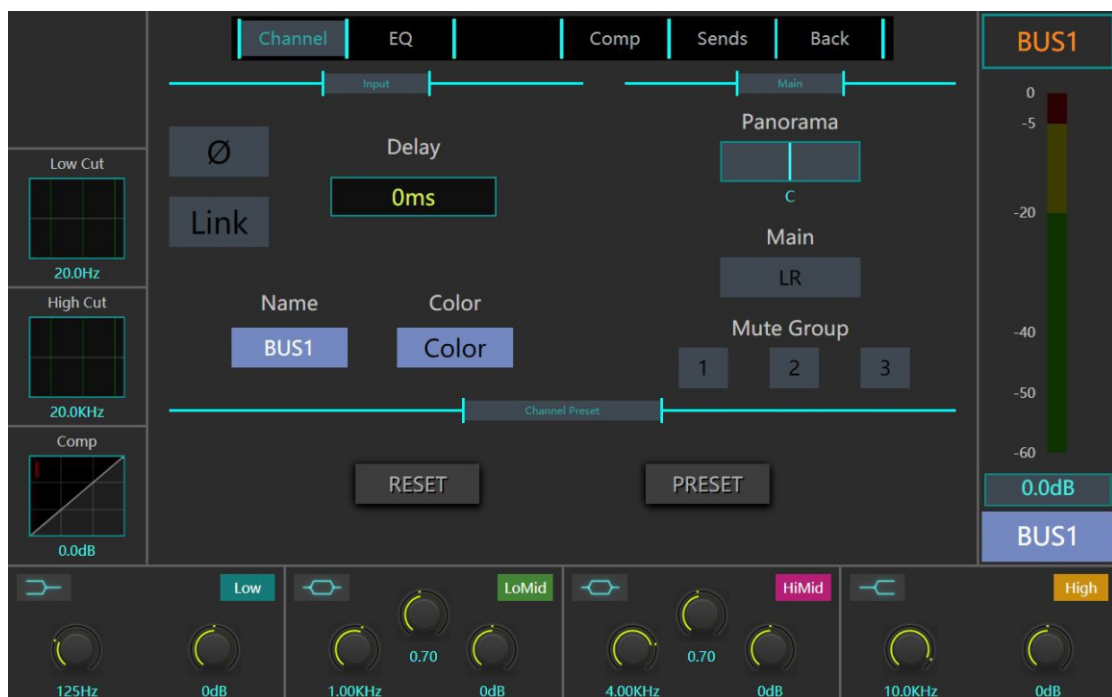 Channel EQ Comp Sends Back
BUS1
Input
Main
Ø
Link
Delay
0ms
Name
BUS1
Color
Color
Panorama
C
Main
LR
Mute Group
1 2 3
Channel Preset
RESET
PRESET
Low Cut
20.0Hz
High Cut
20.0KHz
Comp
0.0dB
0
-5
-20
-40
-50
-60
0.0dB
BUS1
Low
125Hz
0dB
LoMid
0.70
1.00KHz
0dB
HiMid
0.70
4.00KHz
0dB
High
10.0KHz
0dB